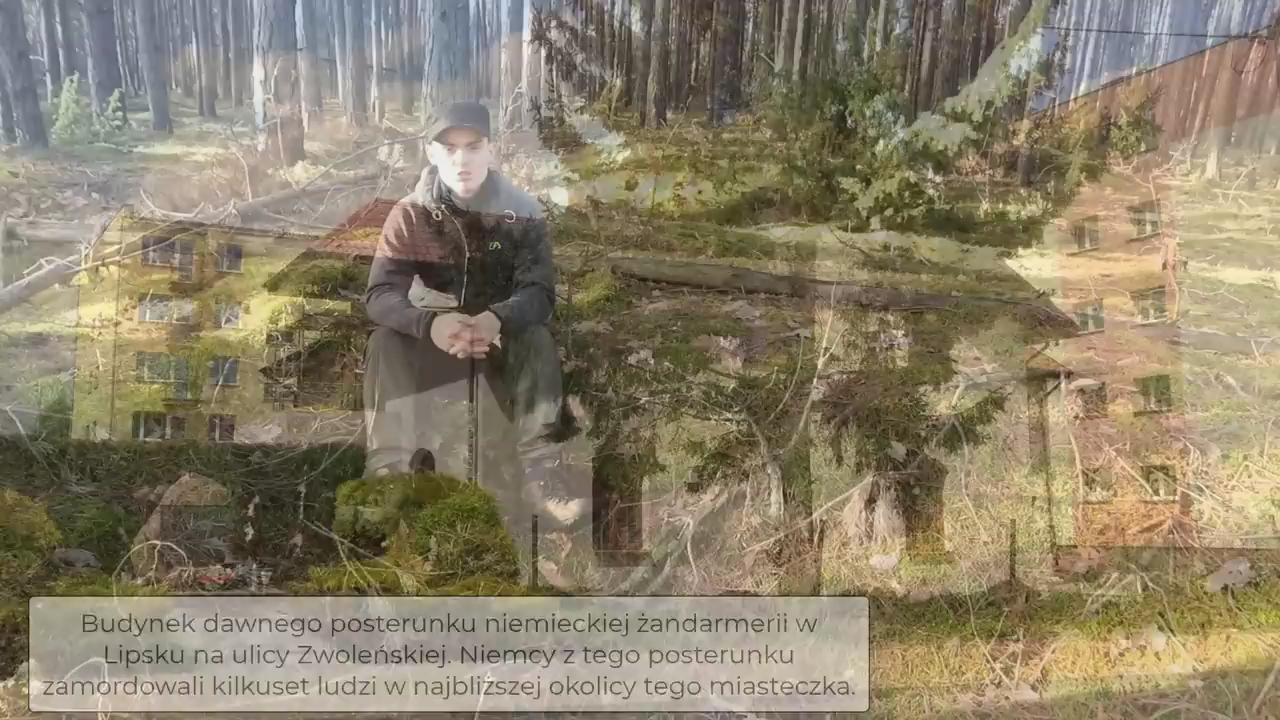 Budynek dawnego posterunku niemieckiej żandarmerii w
Lipsku na ulicy Zwoleńskiej. Niemcy z tego posterunku
zamordowali kilkuset ludzi w najbliższej okolicy tego miasteczka.